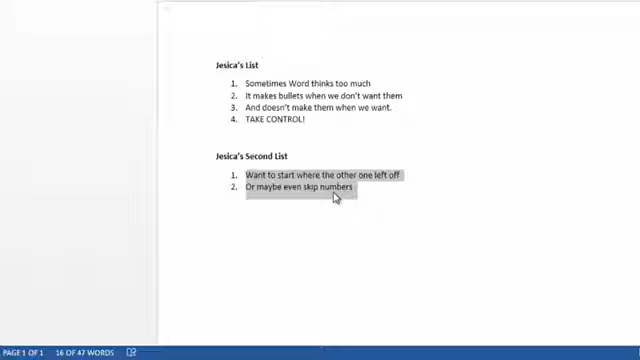 Jesica's List
1. Sometimes Word thinks too much
2. It makes bullets when we don't want them
3. And doesn't make them when we want.
4. TAKE CONTROL!
Jesica's Second List
1. Want to start where the other one left off
2. Or maybe even skip numbers
PAGE 1 OF 1 16 OF 47 WORDS